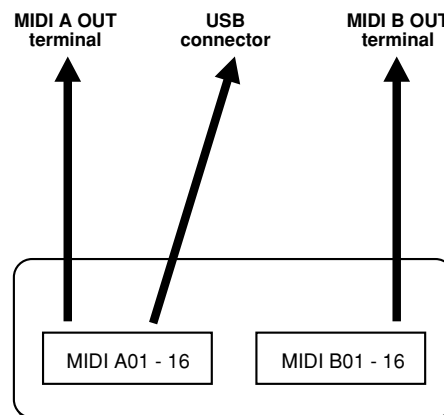 MIDI A OUT
terminal
USB
connector
MIDI B OUT
terminal
MIDI A01 - 16
MIDI B01 - 16